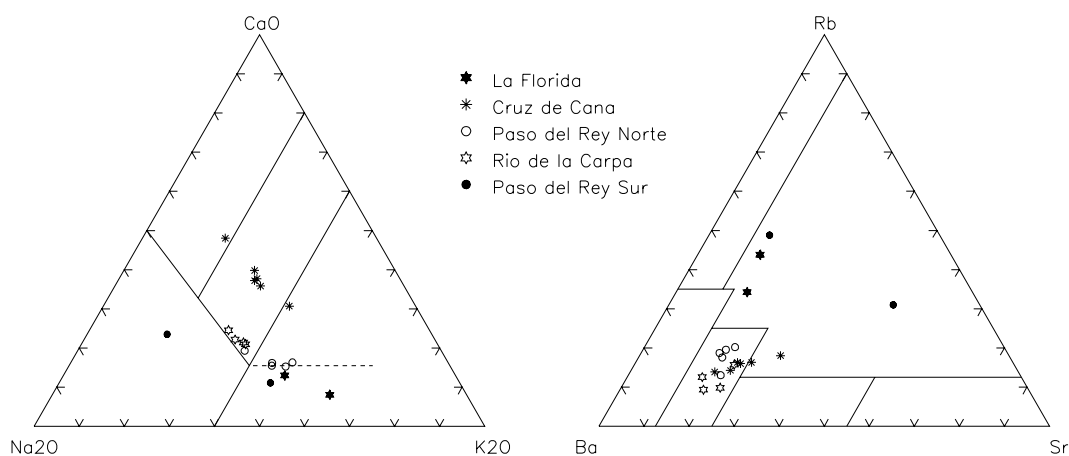 CaO
Rb
La Florida
Cruz de Cana
Paso del Rey Norte
Rio de la Carpa
Paso del Rey Sur
Na2O
K2O
Ba
Sr